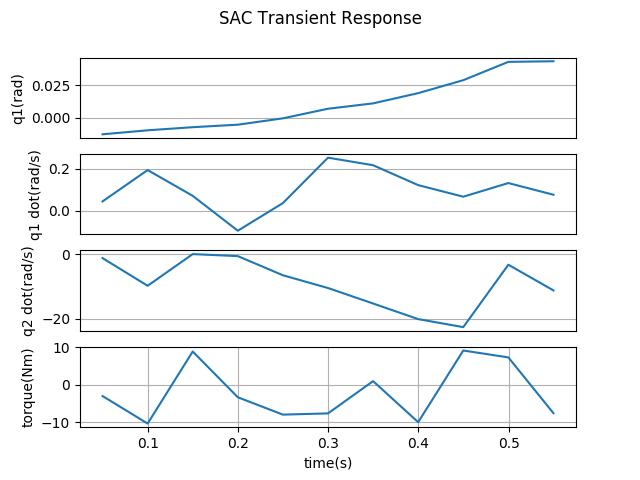 SAC Transient Response
q1(rad)
0.025
0.000
q1 dot(rad/s)
0.2
0.0
q2 dot(rad/s)
0
−20
torque(Nm)
10
0
−10
0.1 0.2 0.3 0.4 0.5
time(s)